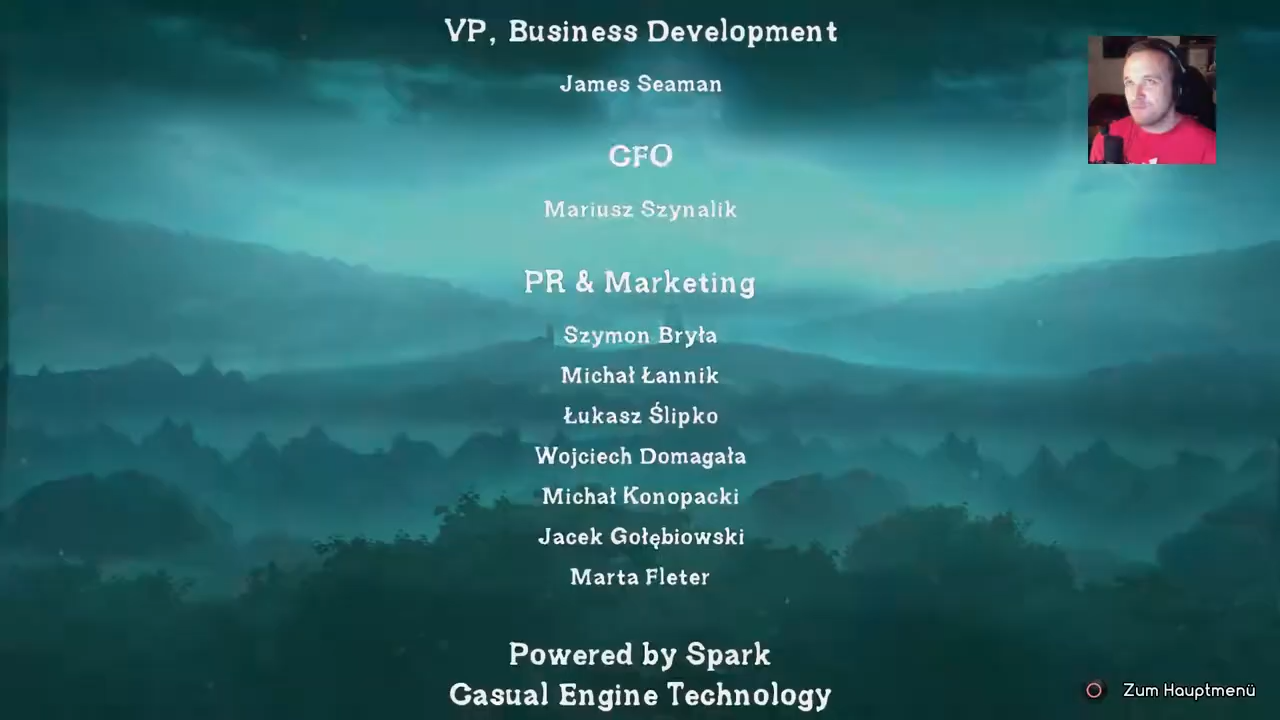 VP, Business Development
James Seaman
CFO
Mariusz Szynalik
PR & Marketing
Szymon Bryła
Michał Łannik
Łukasz Ślipko
Wojciech Domagała
Michał Konopacki
Jacek Gołębiowski
Marta Fleter
Powered by Spark
Casual Engine Technology
Zum Hauptmenü